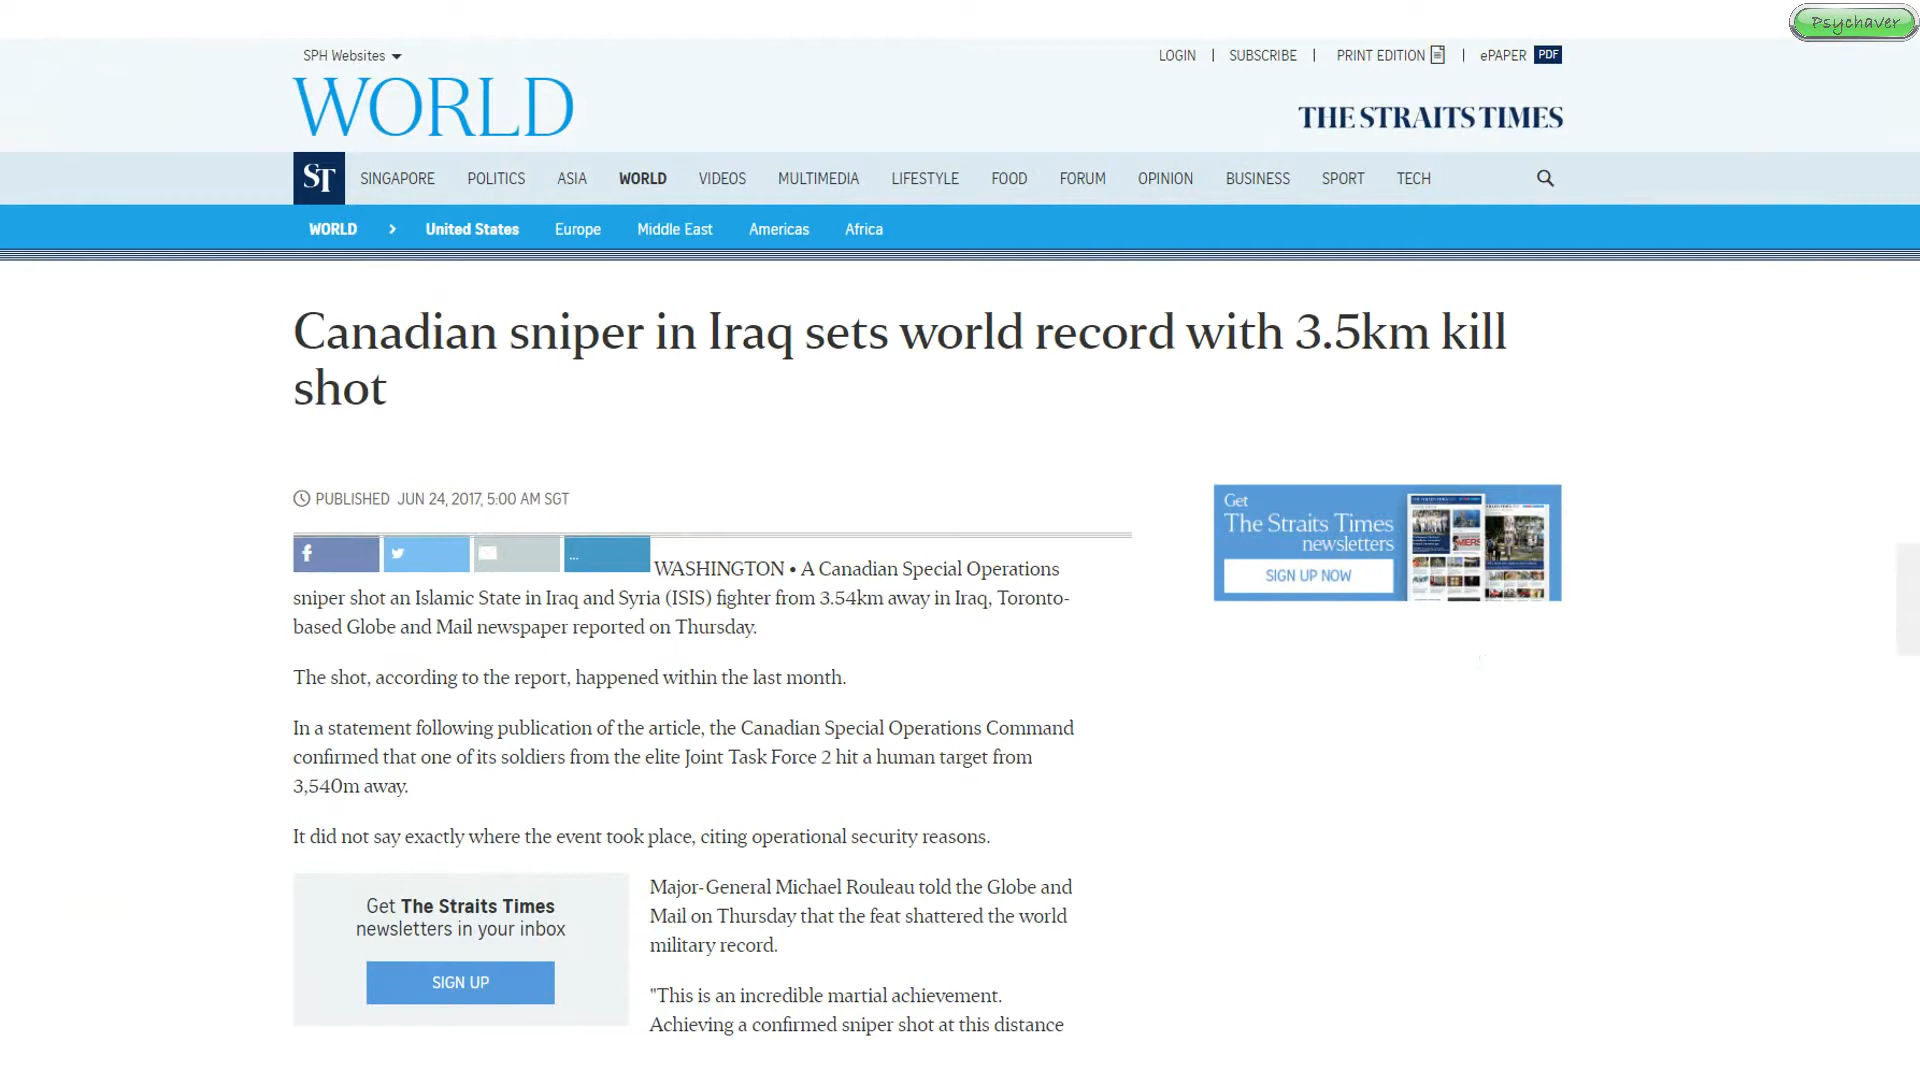 Psychaver
SPH Websites
LOGIN | SUBSCRIBE | PRINT EDITION | ePAPER PDF
WORLD
THE STRAITS TIMES
ST SINGAPORE POLITICS ASIA WORLD VIDEOS MULTIMEDIA LIFESTYLE FOOD FORUM OPINION BUSINESS SPORT TECH
WORLD > United States Europe Middle East Americas Africa
Canadian sniper in Iraq sets world record with 3.5km kill
shot
PUBLISHED JUN 24, 2017, 5:00 AM SGT
Get
The Straits Times
newsletters
SIGN UP NOW
... WASHINGTON • A Canadian Special Operations
sniper shot an Islamic State in Iraq and Syria (ISIS) fighter from 3.54km away in Iraq, Toronto-
based Globe and Mail newspaper reported on Thursday.
The shot, according to the report, happened within the last month.
In a statement following publication of the article, the Canadian Special Operations Command
confirmed that one of its soldiers from the elite Joint Task Force 2 hit a human target from
3,540m away.
It did not say exactly where the event took place, citing operational security reasons.
Get The Straits Times
newsletters in your inbox
SIGN UP
Major-General Michael Rouleau told the Globe and
Mail on Thursday that the feat shattered the world
military record.
"This is an incredible martial achievement.
Achieving a confirmed sniper shot at this distance